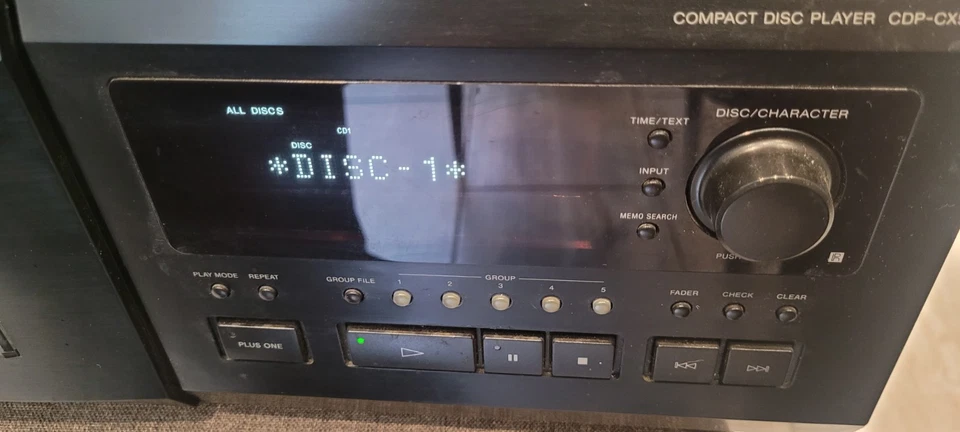 COMPACT DISC PLAYER CDP-CX
ALL DISCS
CD1
DISC
*DISC-1*
TIME/TEXT
DISC/CHARACTER
INPUT
MEMO SEARCH
PUSH
PLAY MODE
REPEAT
GROUP FILE
GROUP
1 2 3 4 5
FADER
CHECK
CLEAR
PLUS ONE